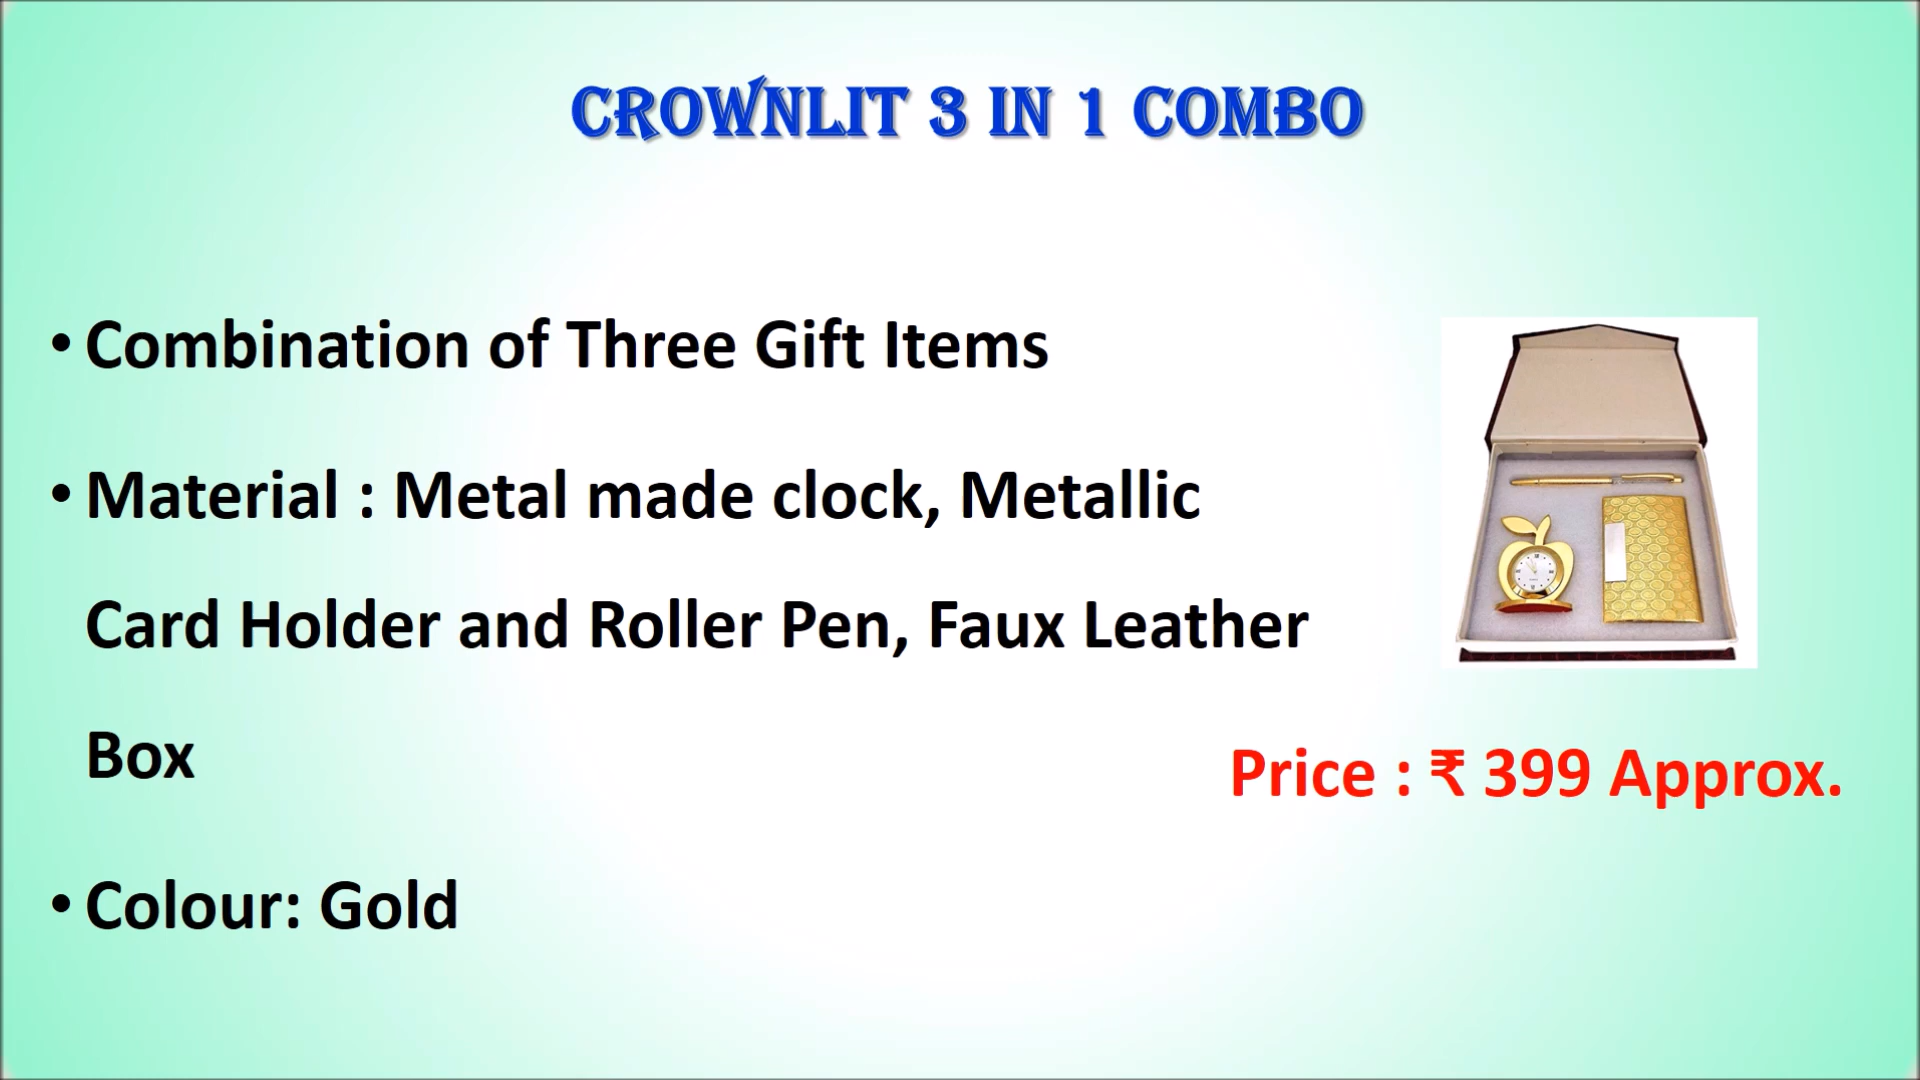 CROWNLIT 3 IN 1 COMBO
• Combination of Three Gift Items
• Material : Metal made clock, Metallic
Card Holder and Roller Pen, Faux Leather
Box
Price : ₹ 399 Approx.
• Colour: Gold